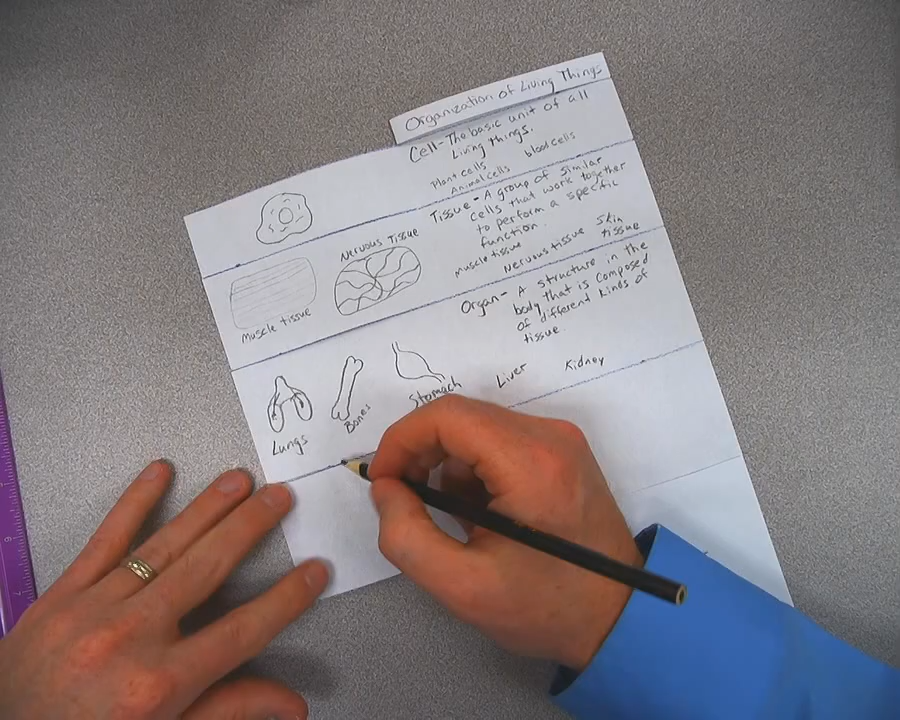 Organization of Living Things
Cell - The basic unit of all
Living things.
Plant cells
Animal cells
blood cells
Tissue - A group of similar
cells that work together
to perform a specific
function.
Muscle tissue
Nervous tissue
Skin
tissue
Nervous Tissue
Muscle tissue
Organ - A structure in the
body that is composed
of different kinds of
tissue.
Lungs
Bones
Stomach
Liver
Kidney
6
7